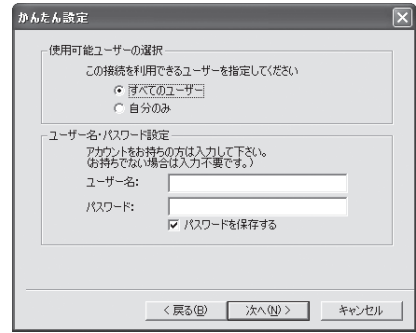 かんたん設定
使用可能ユーザーの選択
この接続を利用できるユーザーを指定してください
すべてのユーザー
自分のみ
ユーザー名・パスワード設定
アカウントをお持ちの方は入力して下さい。
(お持ちでない場合は入力不要です。)
ユーザー名:
パスワード:
パスワードを保存する
< 戻る(B) 次へ(N) > キャンセル